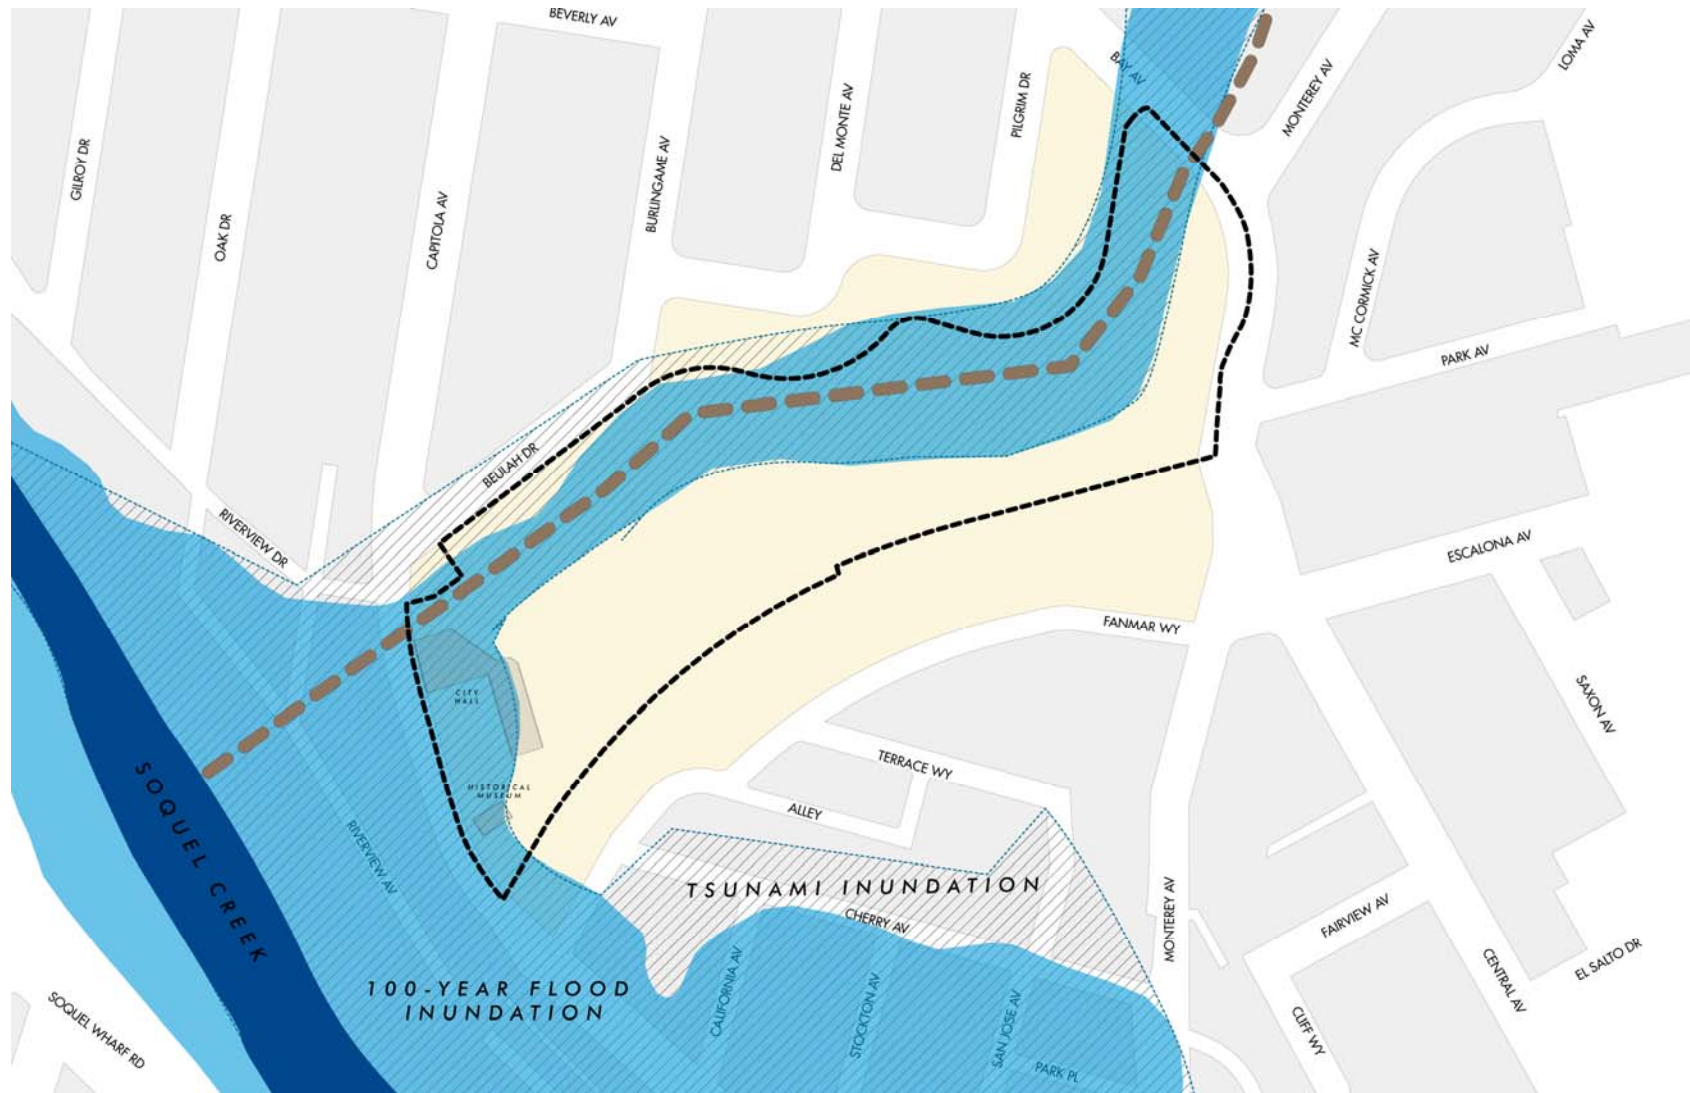 BEVERLY AV
LOMA AV
BAY AV
MONTEREY AV
PILGRIM DR
DEL MONTE AV
GILROY DR
BURLINGAME AV
OAK DR
CAPITOLA AV
MC CORMICK AV
PARK AV
BEULAH DR
RIVERVIEW DR
ESCALONA AV
FANMAR WY
CITY
HALL
SAXON AV
TERRACE WY
HISTORICAL
MUSEUM
ALLEY
SOQUEL CREEK
RIVERVIEW AV
TSUNAMI INUNDATION
CHERRY AV
MONTEREY AV
FAIRVIEW AV
EL SALTO DR
CENTRAL AV
100-YEAR FLOOD
INUNDATION
CALIFORNIA AV
STOCKTON AV
SAN JOSE AV
CLIFF WY
SOQUEL WHARF RD
PARK PL